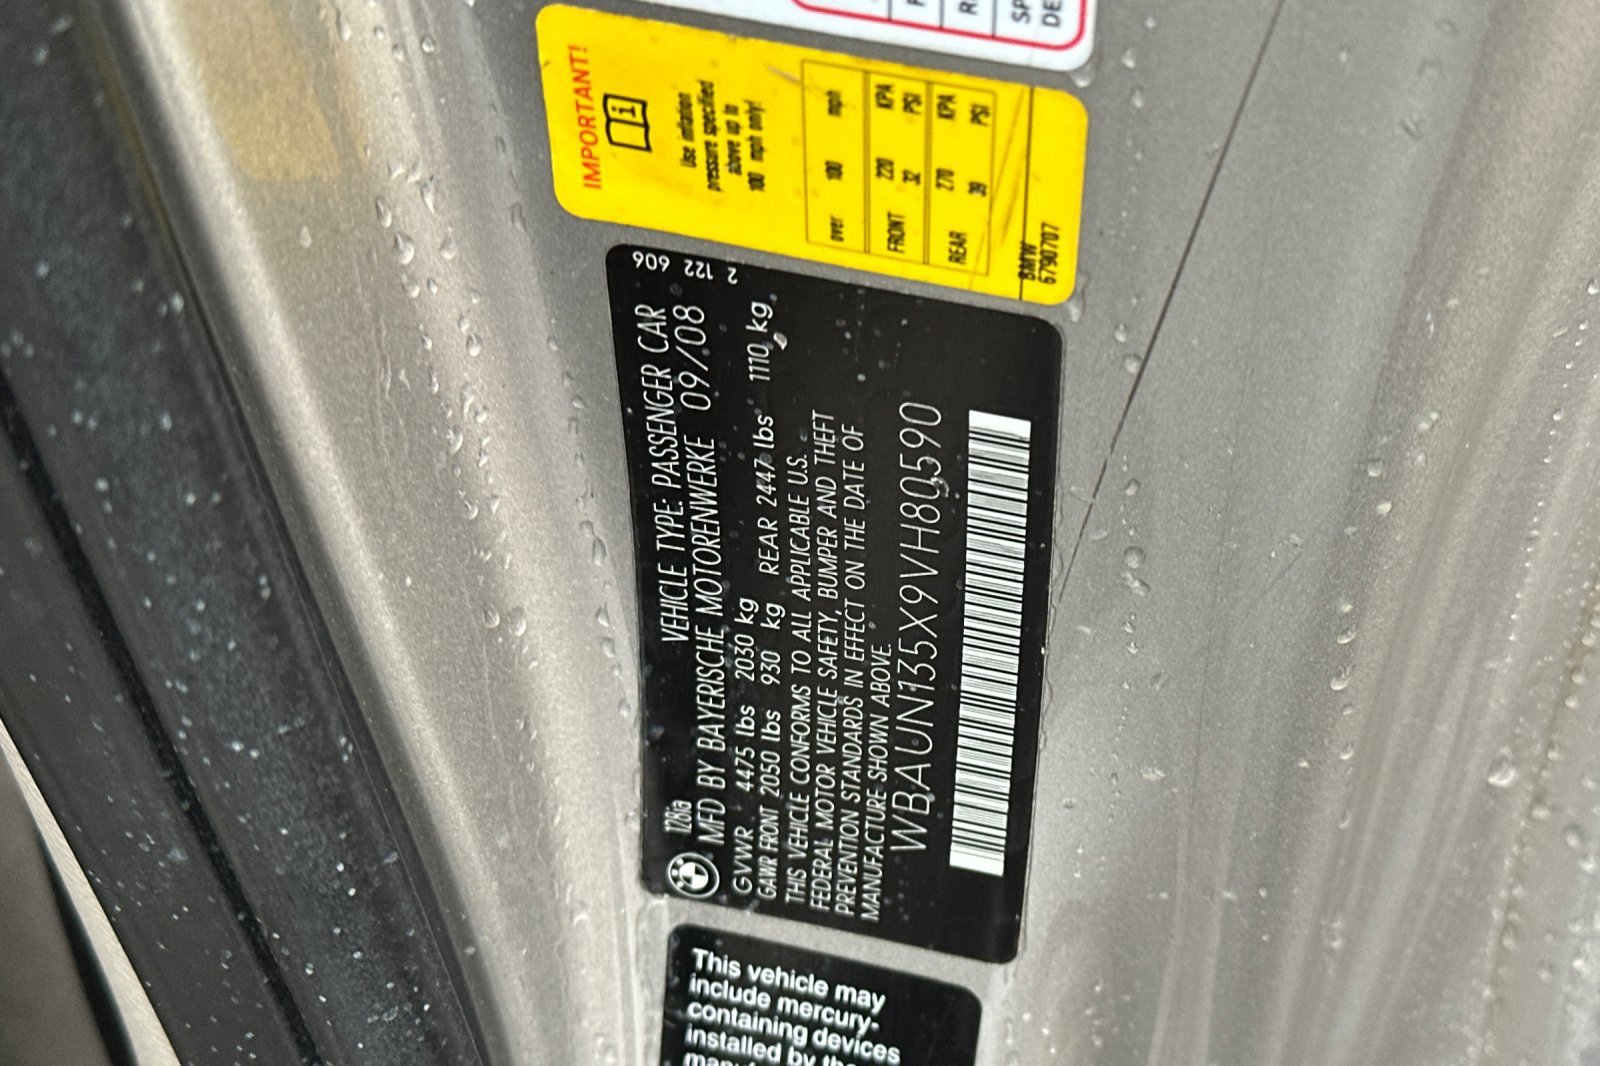 SP
DE
IMPORTANT!
i
Use inflation
pressure specified
above up to
100 mph only!
over 100 mph
FRONT 220 KPA
32 PSI
REAR 270 KPA
39 PSI
BMW
6790707
2 122 606
128ia VEHICLE TYPE: PASSENGER CAR
MFD BY BAYERISCHE MOTORENWERKE 09/08
GVWR 4475 lbs 2030 kg
GAWR FRONT 2050 lbs 930 kg REAR 2447 lbs 1110 kg
THIS VEHICLE CONFORMS TO ALL APPLICABLE U.S.
FEDERAL MOTOR VEHICLE SAFETY, BUMPER AND THEFT
PREVENTION STANDARDS IN EFFECT ON THE DATE OF
MANUFACTURE SHOWN ABOVE.
WBAUN135X9VH80590
This vehicle may
include mercury-
containing devices
installed by the